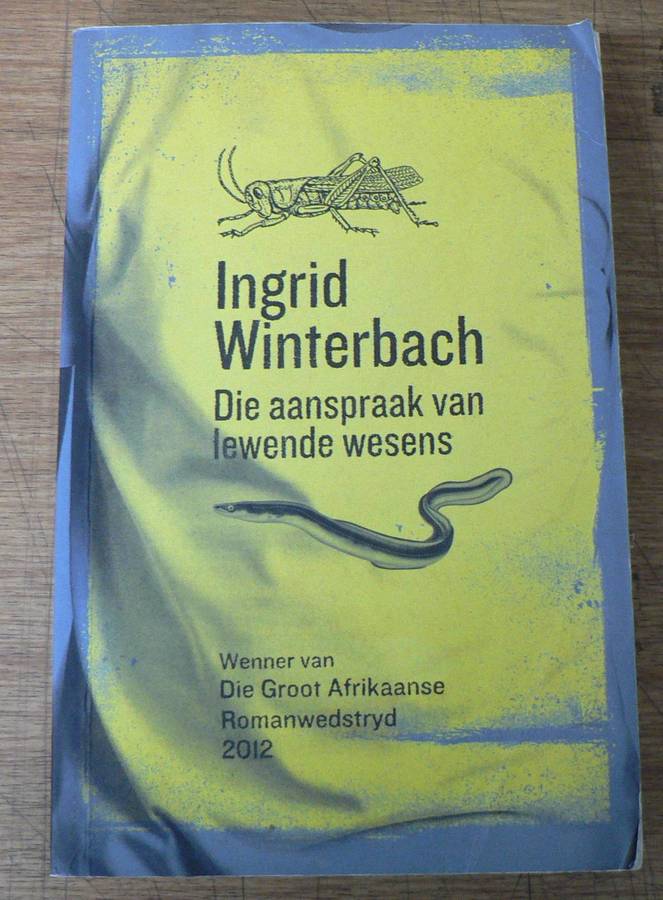 Ingrid
Winterbach
Die aanspraak van
lewende wesens
Wenner van
Die Groot Afrikaanse
Romanwedstryd
2012